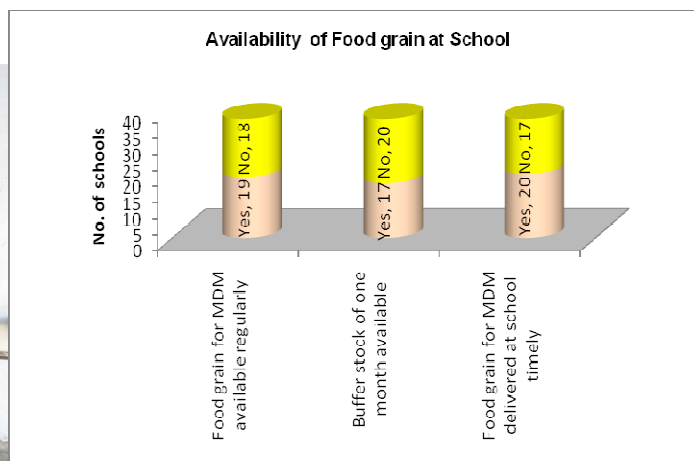 Availability of Food grain at School
No. of schools
40
35
30
25
20
15
10
5
0
Yes, 19
No, 18
Yes, 17
No, 20
Yes, 20
No, 17
Food grain for MDM
available regularly
Buffer stock of one
month available
Food grain for MDM
delivered at school
timely